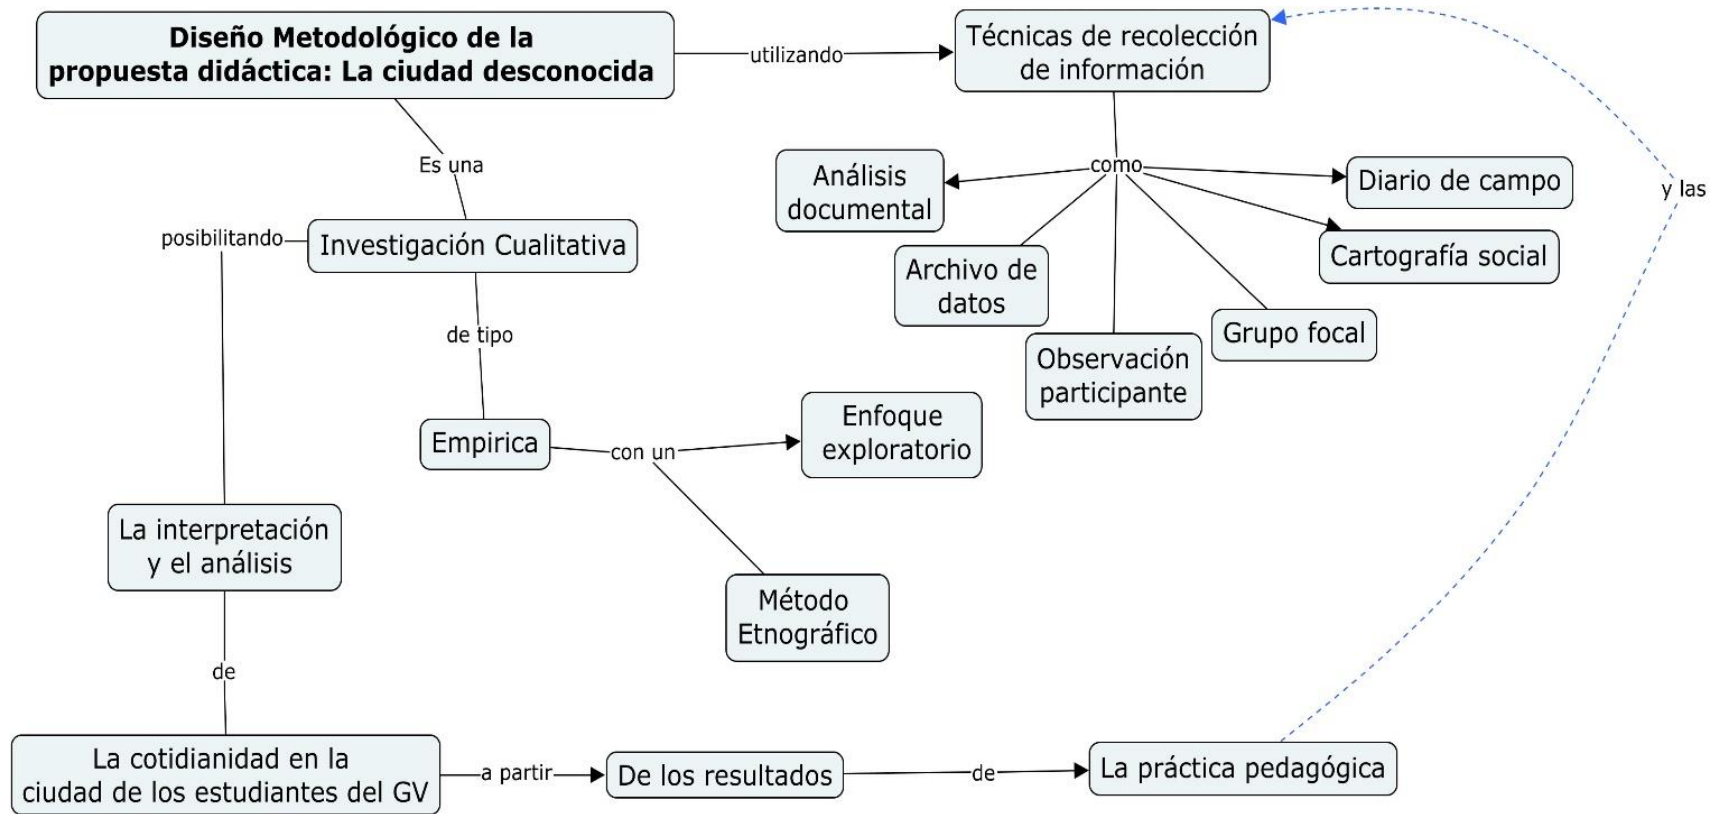 Diseño Metodológico de la
propuesta didáctica: La ciudad desconocida
utilizando
Técnicas de recolección
de información
Es una
como
Análisis
documental
Diario de campo
y las
posibilitando
Investigación Cualitativa
Cartografía social
Archivo de
datos
Grupo focal
Observación
participante
de tipo
Empirica
con un
Enfoque
exploratorio
La interpretación
y el análisis
Método
Etnográfico
de
La cotidianidad en la
ciudad de los estudiantes del GV
a partir
De los resultados
de
La práctica pedagógica